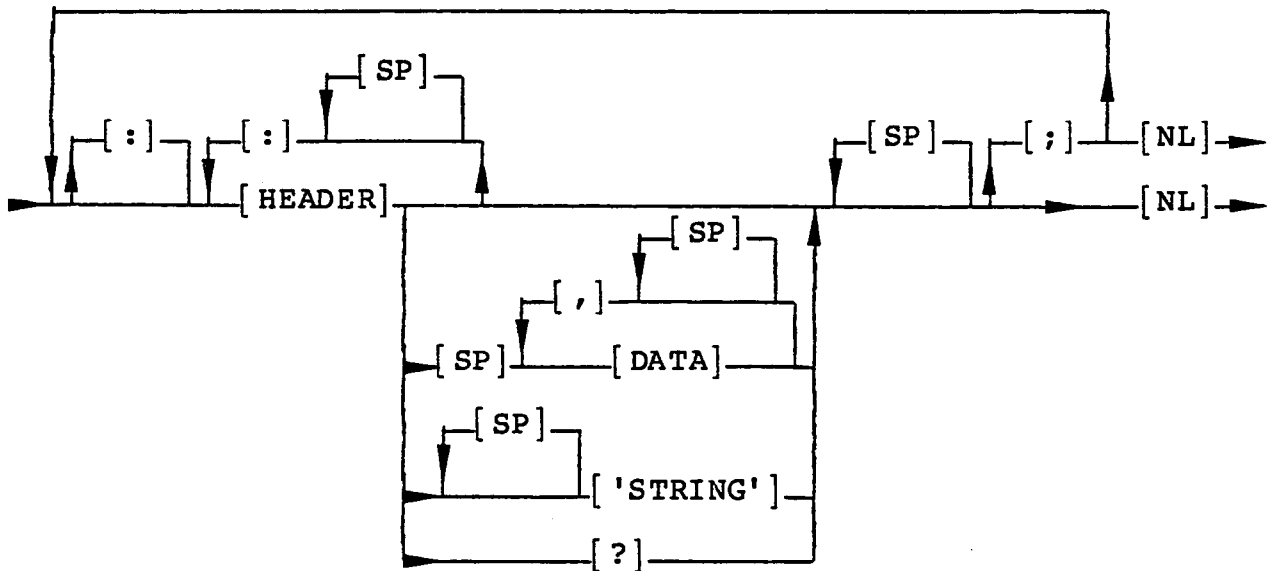 [SP]
[:] [:] [SP] [;] [NL]
[HEADER] [NL]
[SP]
[,]
[SP] [DATA]
[SP]
['STRING']
[?]